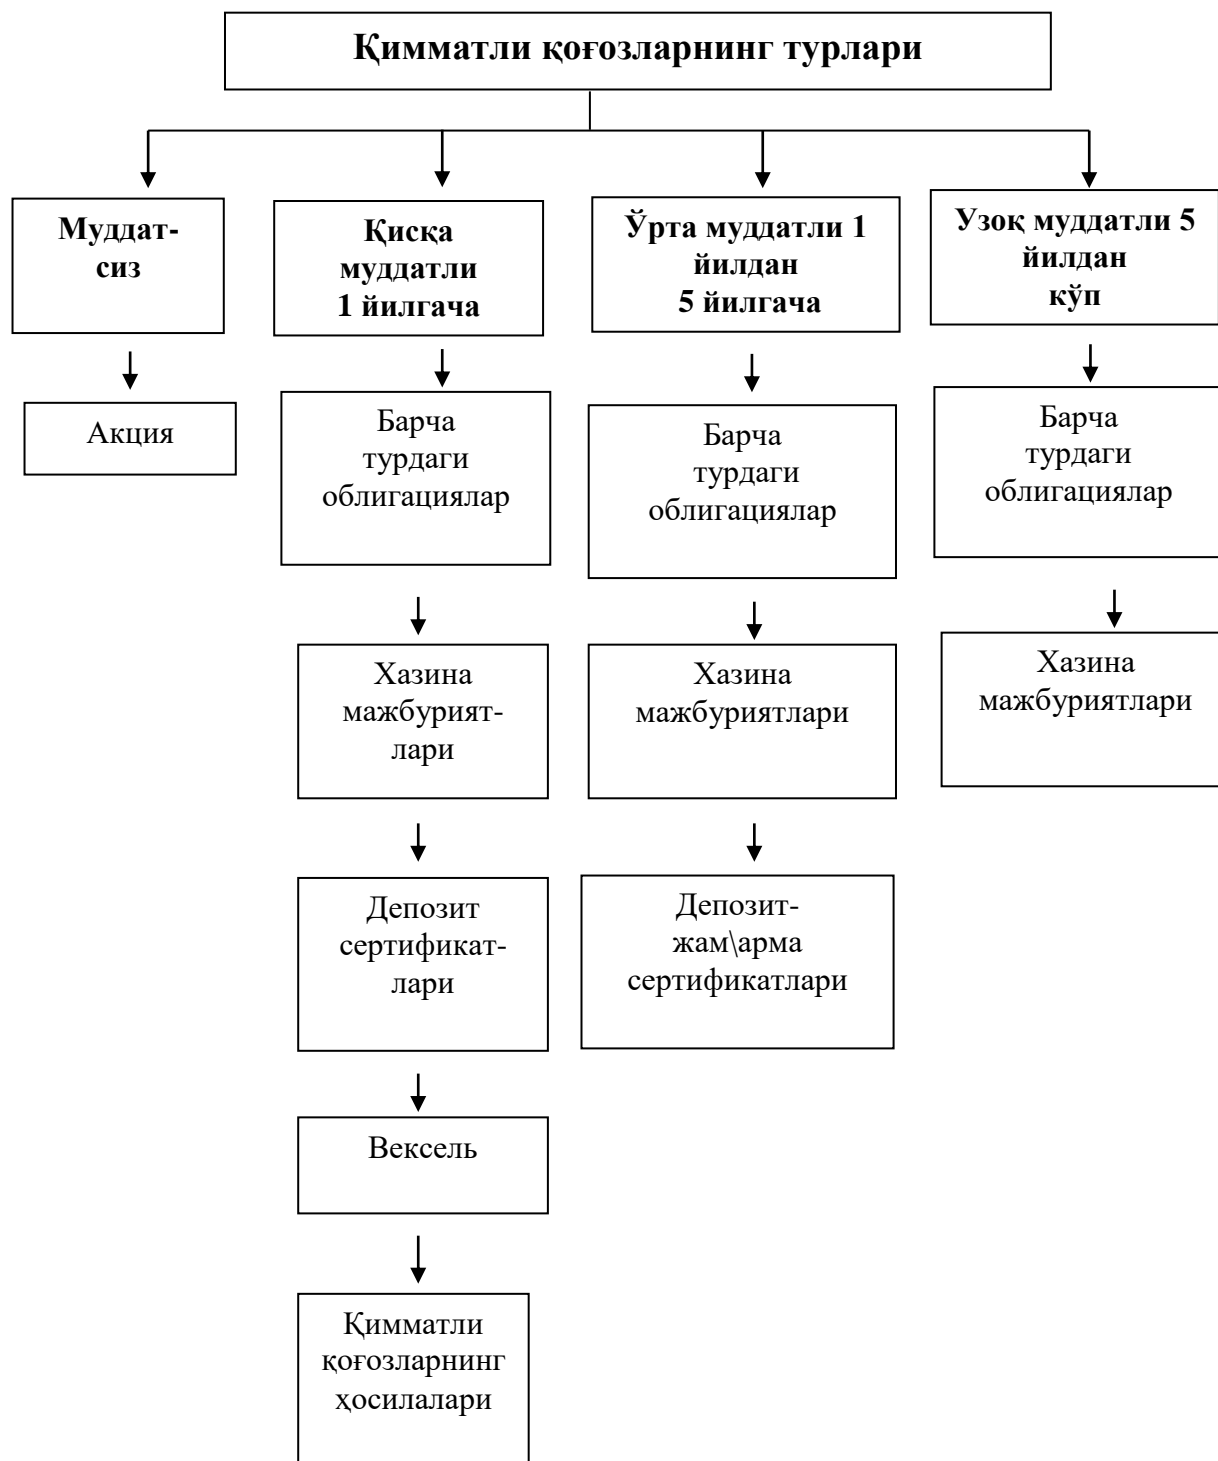 Қимматли қоғозларнинг турлари
Муддат-
сиз
Қисқа
муддатли
1 йилгача
Ўрта муддатли 1
йилдан
5 йилгача
Узоқ муддатли 5
йилдан
кўп
Акция
Барча
турдаги
облигациялар
Барча
турдаги
облигациялар
Барча
турдаги
облигациялар
Хазина
мажбурият-
лари
Хазина
мажбуриятлари
Хазина
мажбуриятлари
Депозит
сертификат-
лари
Депозит-
жам\арма
сертификатлари
Вексель
Қимматли
қоғозларнинг
ҳосилалари